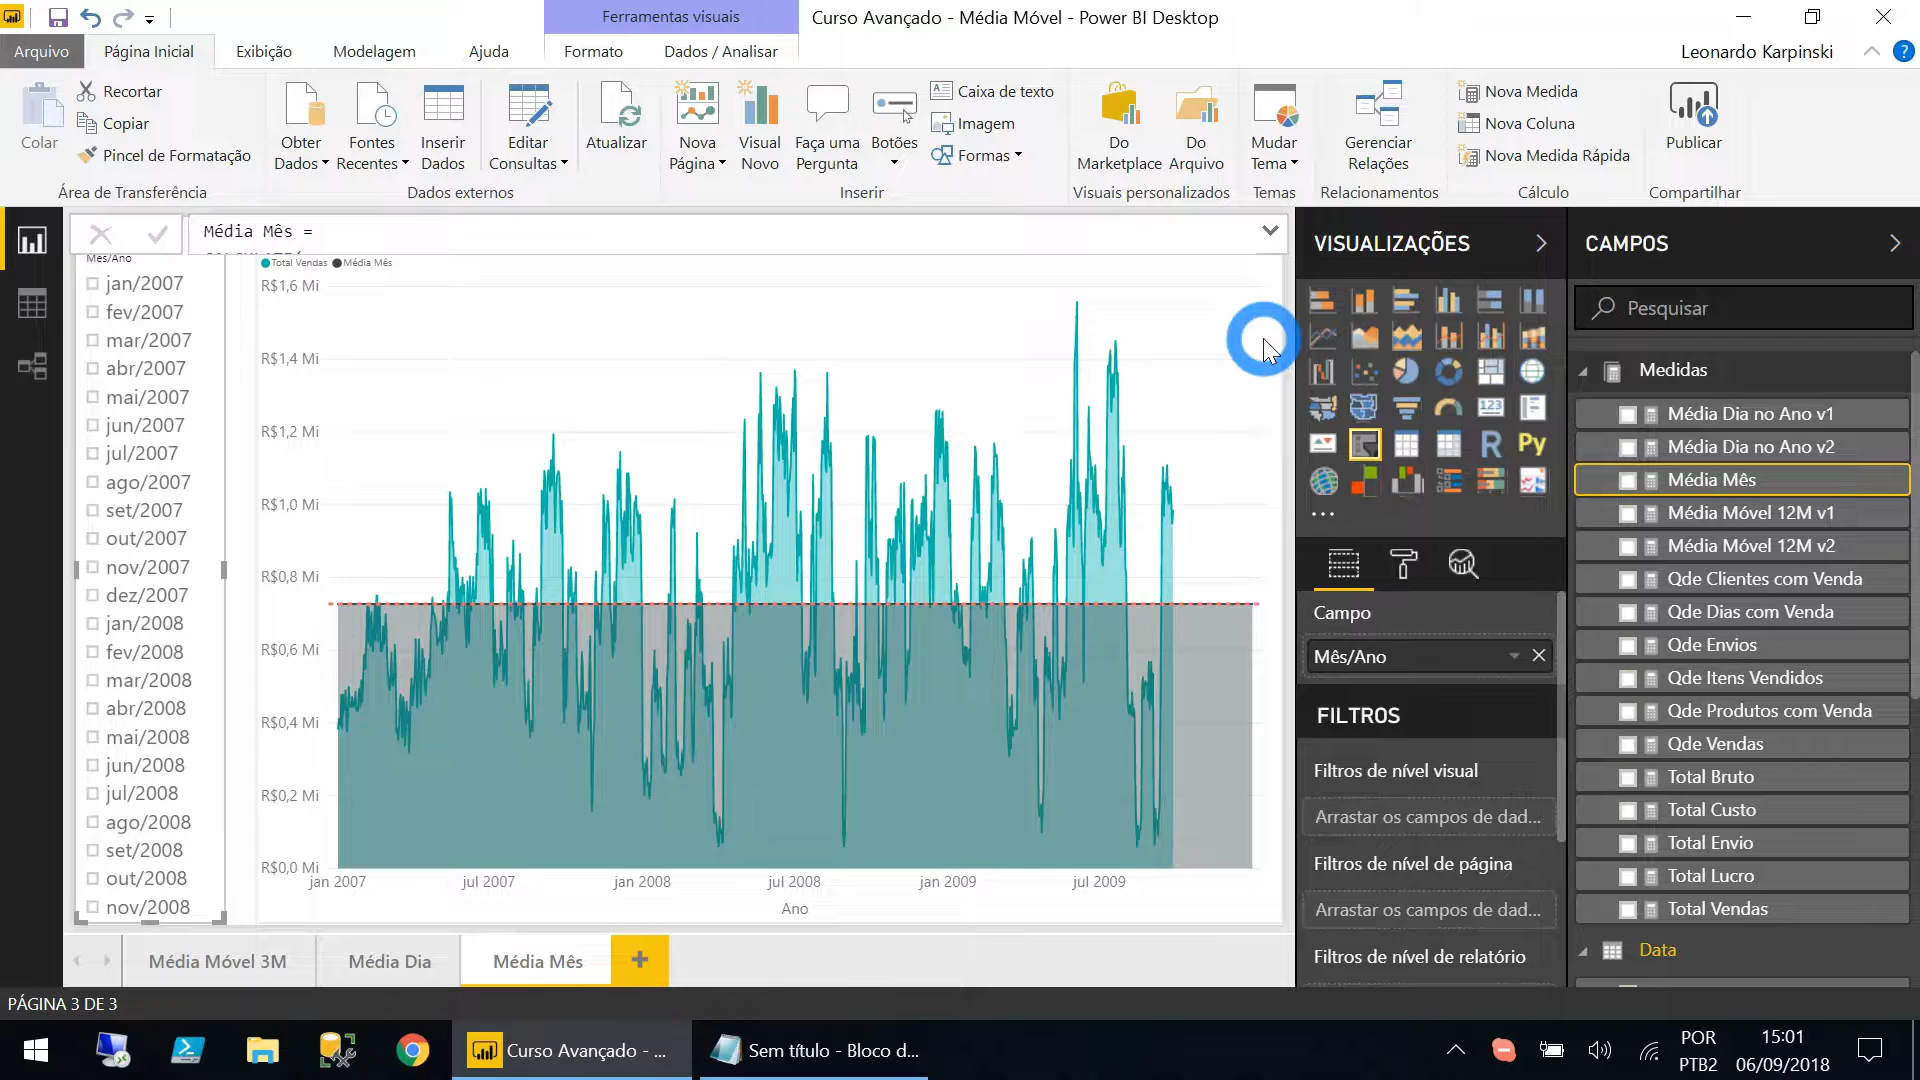 Ferramentas visuais
Curso Avançado - Média Móvel - Power BI Desktop
Arquivo
Página Inicial
Exibição
Modelagem
Ajuda
Formato
Dados / Analisar
Leonardo Karpinski
?
Colar
Recortar
Copiar
Pincel de Formatação
Área de Transferência
Obter Dados
Fontes Recentes
Inserir Dados
Editar Consultas
Dados externos
Atualizar
Nova Página
Visual Novo
Faça uma Pergunta
Botões
Caixa de texto
Imagem
Formas
Inserir
Do Marketplace
Do Arquivo
Visuais personalizados
Mudar Tema
Temas
Gerenciar Relações
Relacionamentos
Nova Medida
Nova Coluna
Nova Medida Rápida
Cálculo
Publicar
Compartilhar
Média Mês =
Mês/Ano
jan/2007
fev/2007
mar/2007
abr/2007
mai/2007
jun/2007
jul/2007
ago/2007
set/2007
out/2007
nov/2007
dez/2007
jan/2008
fev/2008
mar/2008
abr/2008
mai/2008
jun/2008
jul/2008
ago/2008
set/2008
out/2008
nov/2008
Total Vendas
Média Mês
R$1,6 Mi
R$1,4 Mi
R$1,2 Mi
R$1,0 Mi
R$0,8 Mi
R$0,6 Mi
R$0,4 Mi
R$0,2 Mi
R$0,0 Mi
jan 2007
jul 2007
jan 2008
jul 2008
jan 2009
jul 2009
Ano
VISUALIZAÇÕES
123
R
Py
Campo
Mês/Ano
FILTROS
Filtros de nível visual
Arrastar os campos de dad...
Filtros de nível de página
Arrastar os campos de dad...
Filtros de nível de relatório
CAMPOS
Pesquisar
Medidas
Média Dia no Ano v1
Média Dia no Ano v2
Média Mês
Média Móvel 12M v1
Média Móvel 12M v2
Qde Clientes com Venda
Qde Dias com Venda
Qde Envios
Qde Itens Vendidos
Qde Produtos com Venda
Qde Vendas
Total Bruto
Total Custo
Total Envio
Total Lucro
Total Vendas
Data
Média Móvel 3M
Média Dia
Média Mês
PÁGINA 3 DE 3
Curso Avançado - ...
Sem título - Bloco d...
POR
PTB2
15:01
06/09/2018